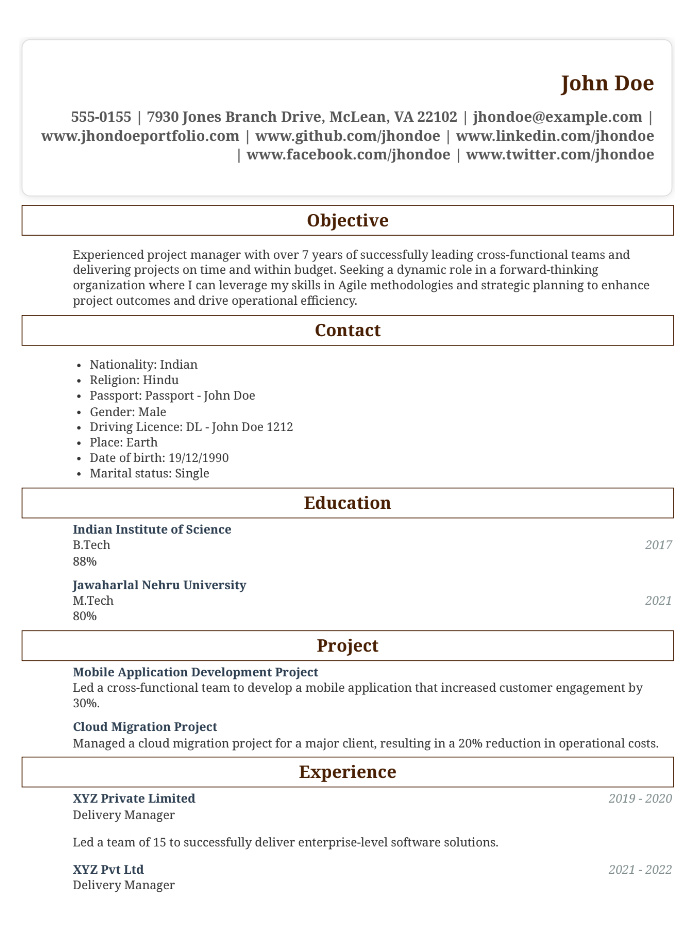 John Doe
555-0155 | 7930 Jones Branch Drive, McLean, VA 22102 | jhondoe@example.com |
www.jhondoeportfolio.com | www.github.com/jhondoe | www.linkedin.com/jhondoe
| www.facebook.com/jhondoe | www.twitter.com/jhondoe
Objective
Experienced project manager with over 7 years of successfully leading cross-functional teams and
delivering projects on time and within budget. Seeking a dynamic role in a forward-thinking
organization where I can leverage my skills in Agile methodologies and strategic planning to enhance
project outcomes and drive operational efficiency.
Contact
• Nationality: Indian
• Religion: Hindu
• Passport: Passport - John Doe
• Gender: Male
• Driving Licence: DL - John Doe 1212
• Place: Earth
• Date of birth: 19/12/1990
• Marital status: Single
Education
Indian Institute of Science
B.Tech 2017
88%
Jawaharlal Nehru University
M.Tech 2021
80%
Project
Mobile Application Development Project
Led a cross-functional team to develop a mobile application that increased customer engagement by
30%.
Cloud Migration Project
Managed a cloud migration project for a major client, resulting in a 20% reduction in operational costs.
Experience
XYZ Private Limited 2019 - 2020
Delivery Manager
Led a team of 15 to successfully deliver enterprise-level software solutions.
XYZ Pvt Ltd 2021 - 2022
Delivery Manager